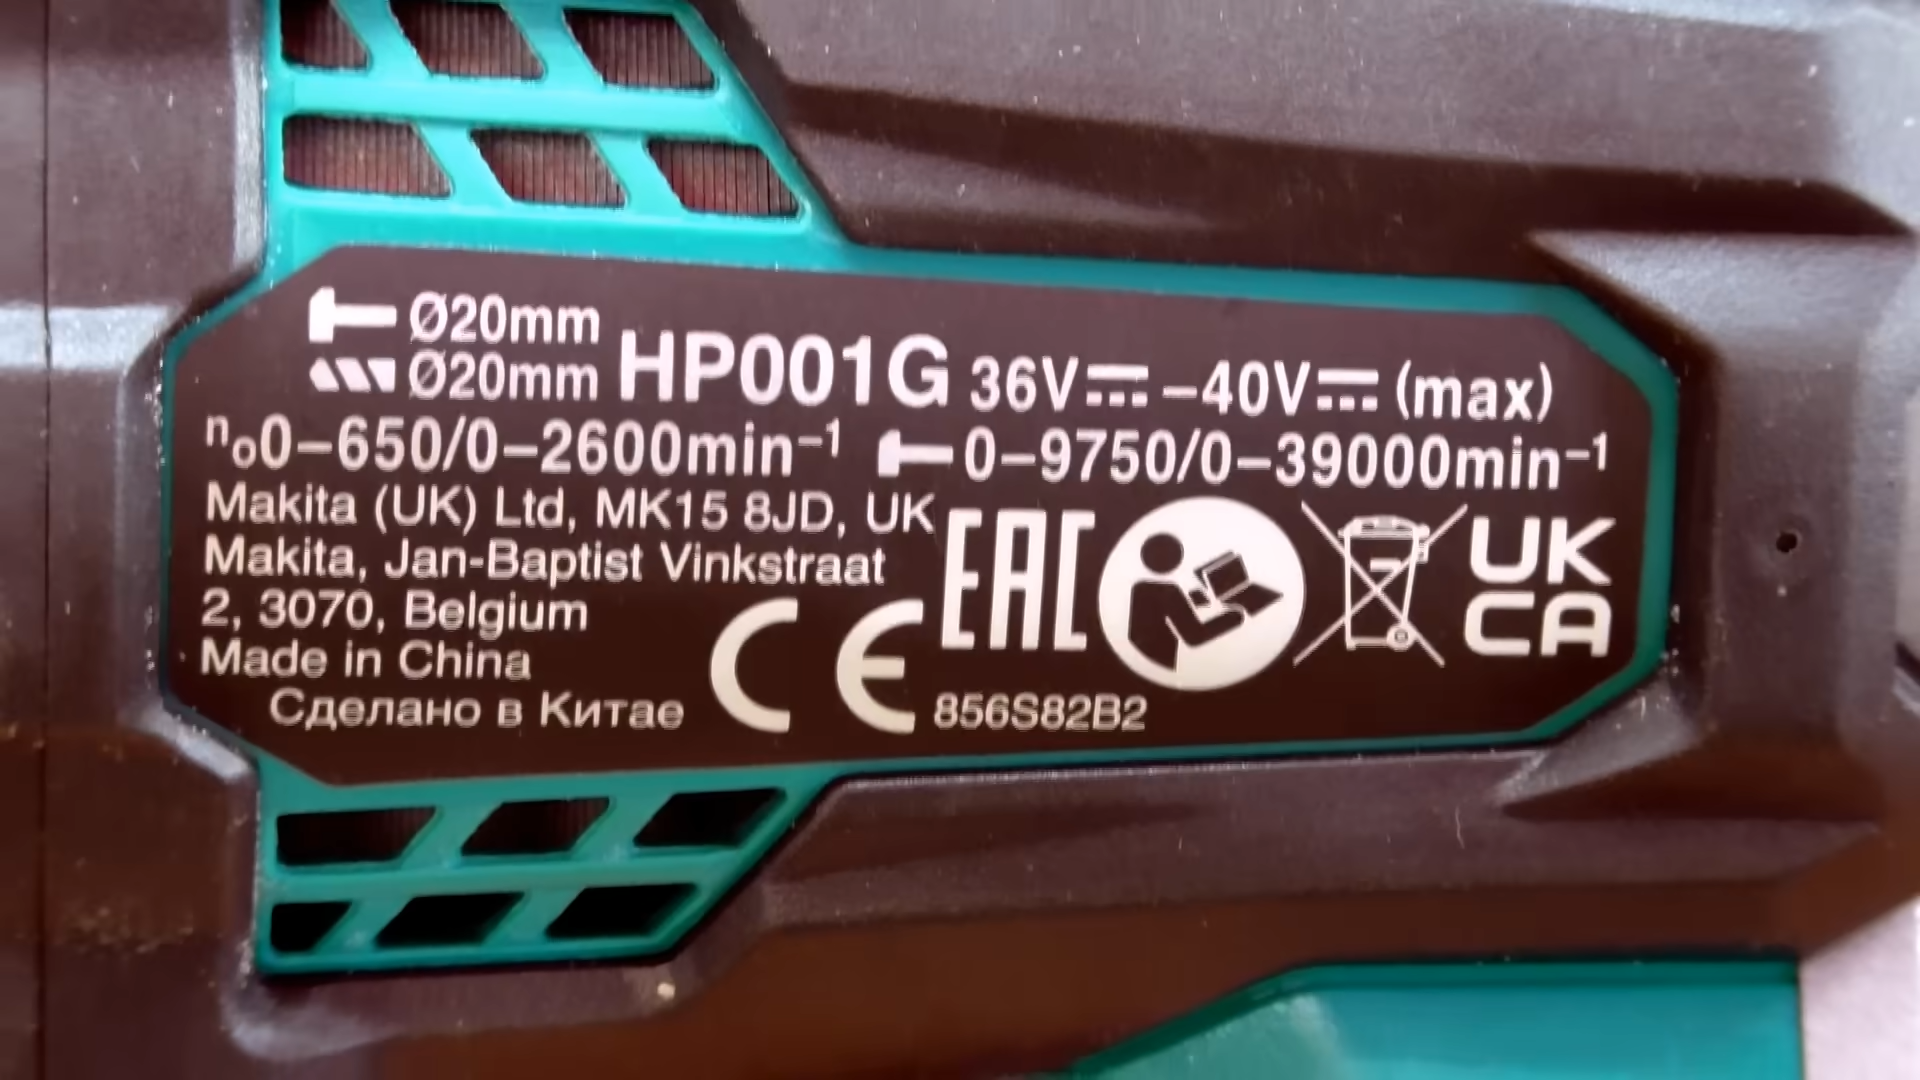 Ø20mm
Ø20mm HP001G 36V⎓–40V⎓ (max)
n₀0–650/0–2600min⁻¹ 0–9750/0–39000min⁻¹
Makita (UK) Ltd, MK15 8JD, UK
Makita, Jan-Baptist Vinkstraat
2, 3070, Belgium
Made in China
Сделано в Китае
CE
EAC
UK
CA
856S82B2